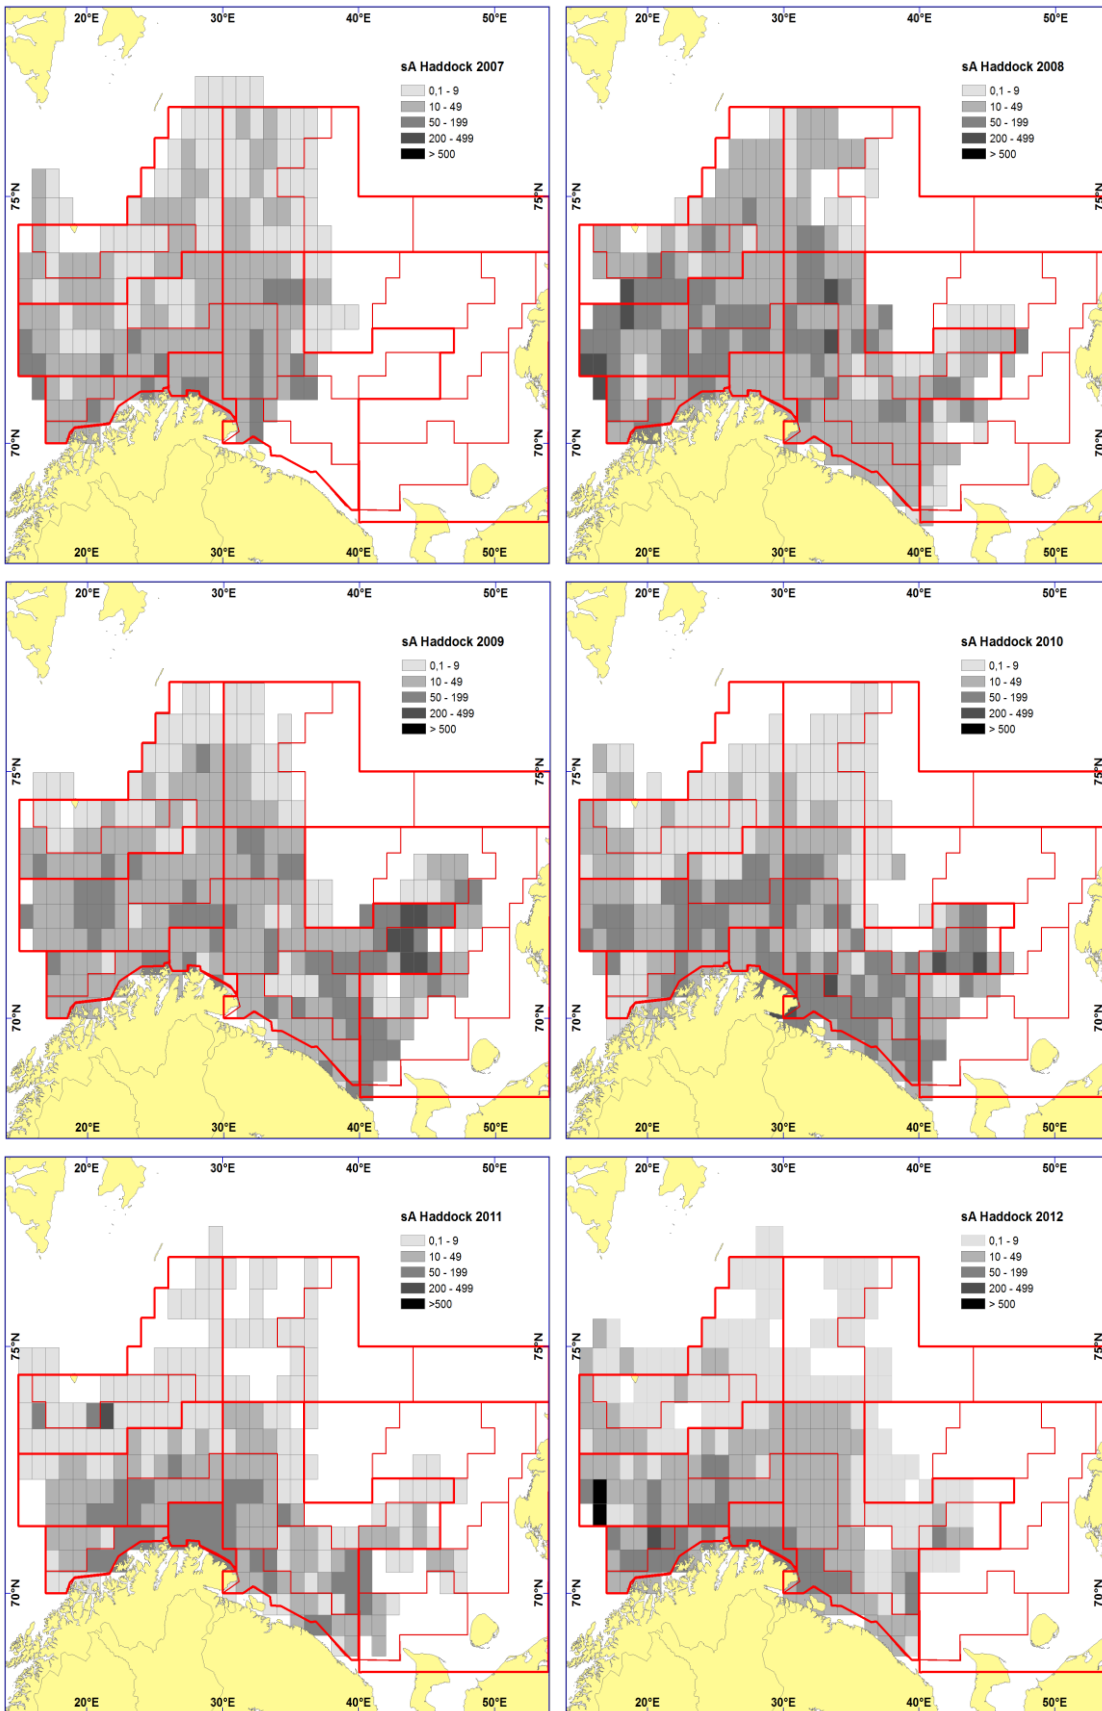 20°E 30°E 40°E 50°E
sA Haddock 2007
0,1 - 9
10 - 49
50 - 199
200 - 499
> 500
75°N 75°N
70°N 70°N
20°E 30°E 40°E 50°E
20°E 30°E 40°E 50°E
sA Haddock 2008
0,1 - 9
10 - 49
50 - 199
200 - 499
> 500
75°N 75°N
70°N 70°N
20°E 30°E 40°E 50°E
20°E 30°E 40°E 50°E
sA Haddock 2009
0,1 - 9
10 - 49
50 - 199
200 - 499
> 500
75°N 75°N
70°N 70°N
20°E 30°E 40°E 50°E
20°E 30°E 40°E 50°E
sA Haddock 2010
0,1 - 9
10 - 49
50 - 199
200 - 499
> 500
75°N 75°N
70°N 70°N
20°E 30°E 40°E 50°E
20°E 30°E 40°E 50°E
sA Haddock 2011
0,1 - 9
10 - 49
50 - 199
200 - 499
>500
75°N 75°N
70°N 70°N
20°E 30°E 40°E 50°E
20°E 30°E 40°E 50°E
sA Haddock 2012
0,1 - 9
10 - 49
50 - 199
200 - 499
> 500
75°N 75°N
70°N 70°N
20°E 30°E 40°E 50°E